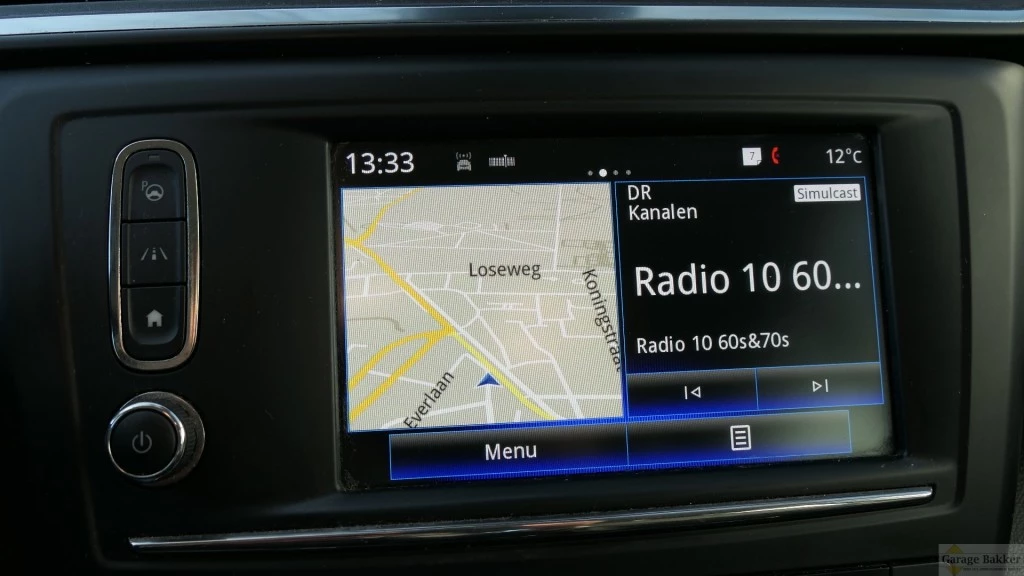 13:33
7
12°C
DR
Simulcast
Kanalen
Loseweg
Koningstraat
Everlaan
Radio 10 60...
Radio 10 60s&70s
Menu
P
Garage Bakker